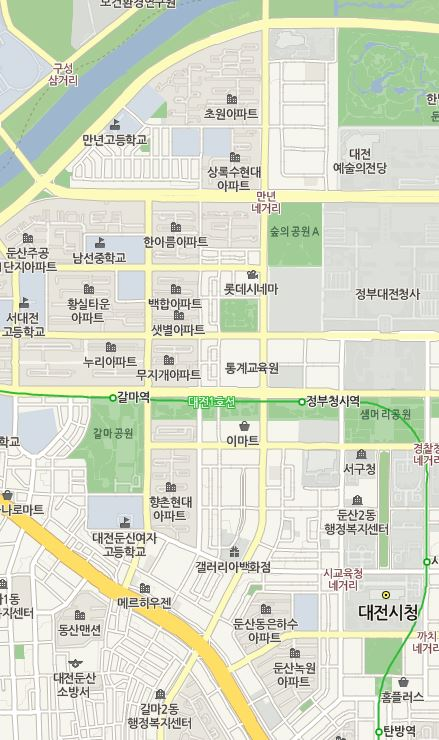 보건환경연구원
구성
삼거리
초원아파트
만년고등학교
대전
예술의전당
상록수현대
아파트
만년
네거리
숲의공원A
한아름아파트
남선중학교
둔산주공
1단지아파트
롯데시네마
황실타운
아파트
백합아파트
정부대전청사
서대전
고등학교
샛별아파트
누리아파트
무지개아파트
통계교육원
갈마역
대전1호선
정부청사역
샘머리공원
갈마공원
이마트
서구청
향촌현대
아파트
둔산2동
행정복지센터
대전둔산여자
고등학교
갤러리아백화점
시교육청
네거리
메르하우젠
대전시청
동산맨션
둔산동은하수
아파트
대전둔산
소방서
둔산녹원
아파트
홈플러스
갈마2동
행정복지센터
탄방역